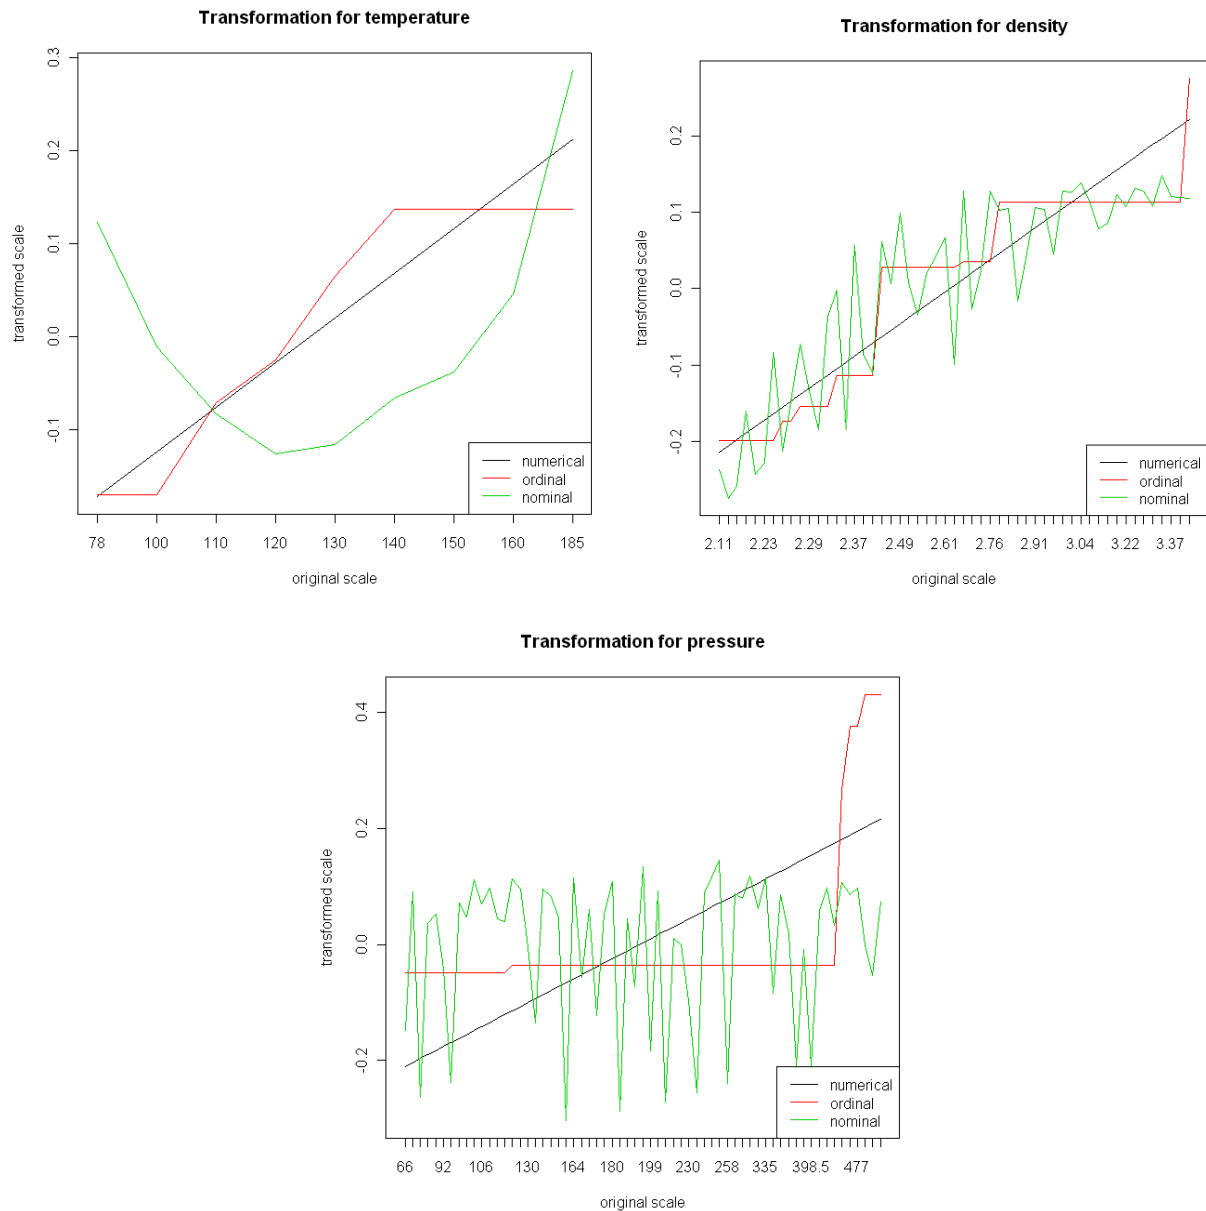 Transformation for temperature
transformed scale
0.3
0.2
0.1
0.0
-0.1
numerical
ordinal
nominal
78 100 110 120 130 140 150 160 185
original scale
Transformation for density
transformed scale
0.2
0.1
0.0
-0.1
-0.2
numerical
ordinal
nominal
2.11 2.23 2.29 2.37 2.49 2.61 2.76 2.91 3.04 3.22 3.37
original scale
Transformation for pressure
transformed scale
0.4
0.2
0.0
-0.2
numerical
ordinal
nominal
66 92 106 130 164 180 199 230 258 335 398.5 477
original scale